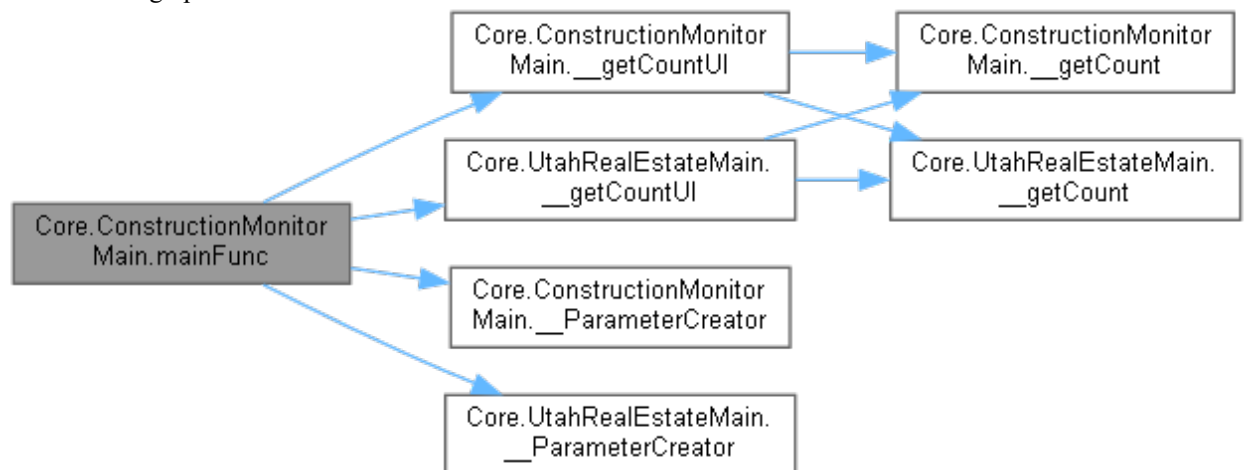 Core.ConstructionMonitor
Main.__getCountUI
Core.ConstructionMonitor
Main.__getCount
Core.UtahRealEstateMain.
__getCountUI
Core.UtahRealEstateMain.
__getCount
Core.ConstructionMonitor
Main.mainFunc
Core.ConstructionMonitor
Main.__ParameterCreator
Core.UtahRealEstateMain.
__ParameterCreator